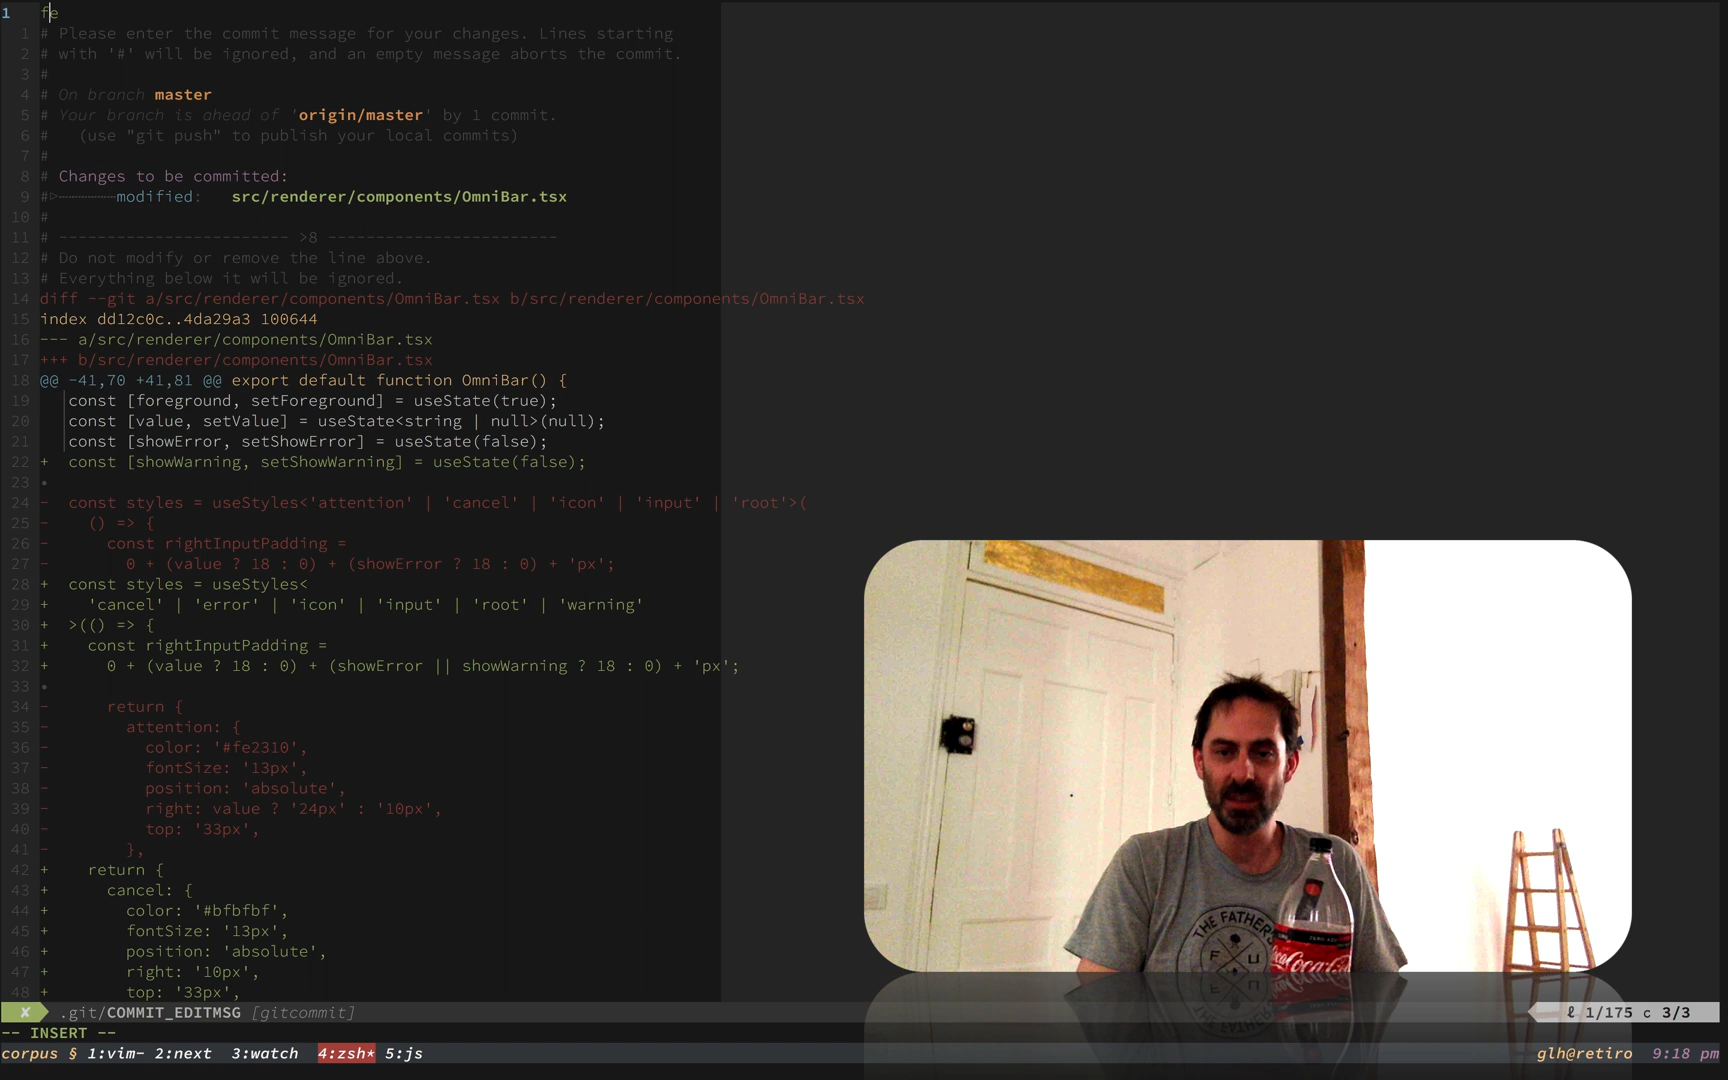 1 fe
1 # Please enter the commit message for your changes. Lines starting
2 # with '#' will be ignored, and an empty message aborts the commit.
3 #
4 # On branch master
5 # Your branch is ahead of 'origin/master' by 1 commit.
6 #   (use "git push" to publish your local commits)
7 #
8 # Changes to be committed:
9 # modified:   src/renderer/components/OmniBar.tsx
10 #
11 # ------------------------ >8 ------------------------
12 # Do not modify or remove the line above.
13 # Everything below it will be ignored.
14 diff --git a/src/renderer/components/OmniBar.tsx b/src/renderer/components/OmniBar.tsx
15 index dd12c0c..4da29a3 100644
16 --- a/src/renderer/components/OmniBar.tsx
17 +++ b/src/renderer/components/OmniBar.tsx
18 @@ -41,70 +41,81 @@ export default function OmniBar() {
19   const [foreground, setForeground] = useState(true);
20   const [value, setValue] = useState<string | null>(null);
21   const [showError, setShowError] = useState(false);
22 +  const [showWarning, setShowWarning] = useState(false);
23 •
24 -  const styles = useStyles<'attention' | 'cancel' | 'icon' | 'input' | 'root'>(
25 -    () => {
26 -      const rightInputPadding =
27 -        0 + (value ? 18 : 0) + (showError ? 18 : 0) + 'px';
28 +  const styles = useStyles<
29 +    'cancel' | 'error' | 'icon' | 'input' | 'root' | 'warning'
30 +  >(() => {
31 +    const rightInputPadding =
32 +      0 + (value ? 18 : 0) + (showError || showWarning ? 18 : 0) + 'px';
33 •
34 -      return {
35 -        attention: {
36 -          color: '#fe2310',
37 -          fontSize: '13px',
38 -          position: 'absolute',
39 -          right: value ? '24px' : '10px',
40 -          top: '33px',
41 -        },
42 +    return {
43 +      cancel: {
44 +        color: '#bfbfbf',
45 +        fontSize: '13px',
46 +        position: 'absolute',
47 +        right: '10px',
48 +        top: '33px',
THE FATHERS
F U
Coca-Cola
✘ .git/COMMIT_EDITMSG [gitcommit] ℓ 1/175 c 3/3
-- INSERT --
corpus § 1:vim- 2:next 3:watch 4:zsh* 5:js glh@retiro 9:18 pm